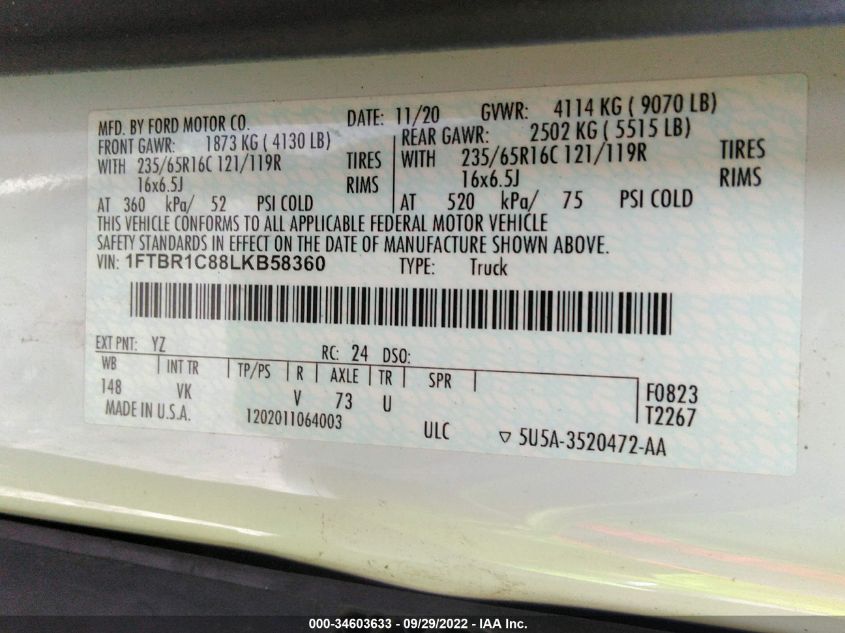 MFD. BY FORD MOTOR CO. DATE: 11/20 GVWR: 4114 KG ( 9070 LB)
FRONT GAWR: 1873 KG ( 4130 LB) REAR GAWR: 2502 KG ( 5515 LB)
WITH 235/65R16C 121/119R TIRES WITH 235/65R16C 121/119R TIRES
16x6.5J RIMS 16x6.5J RIMS
AT 360 kPa/ 52 PSI COLD AT 520 kPa/ 75 PSI COLD
THIS VEHICLE CONFORMS TO ALL APPLICABLE FEDERAL MOTOR VEHICLE
SAFETY STANDARDS IN EFFECT ON THE DATE OF MANUFACTURE SHOWN ABOVE.
VIN: 1FTBR1C88LKB58360 TYPE: Truck
EXT PNT: YZ RC: 24 DSO:
WB INT TR TP/PS R AXLE TR SPR
148 VK V 73 U F0823
MADE IN U.S.A. 1202011064003 T2267
ULC 5U5A-3520472-AA
000-34603633 - 09/29/2022 - IAA Inc.